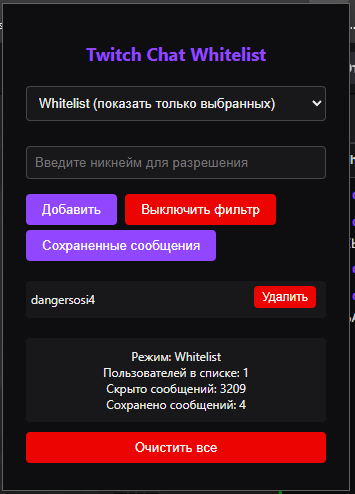 Twitch Chat Whitelist
Whitelist (показать только выбранных)
Введите никнейм для разрешения
Добавить
Выключить фильтр
Сохраненные сообщения
dangersosi4
Удалить
Режим: Whitelist
Пользователей в списке: 1
Скрыто сообщений: 3209
Сохранено сообщений: 4
Очистить все